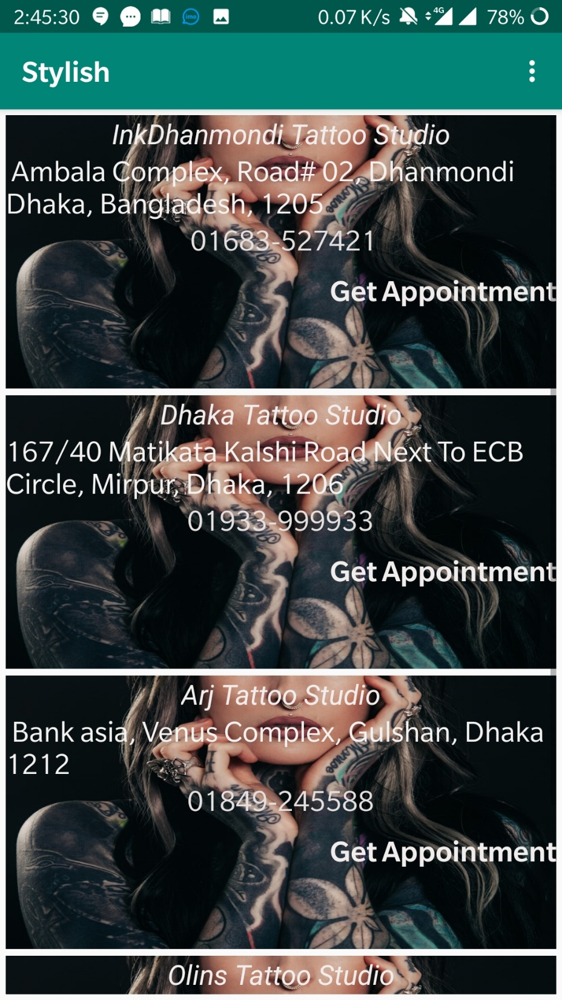 2:45:30 imo 0.07 K/s 4G 78%
Stylish
InkDhanmondi Tattoo Studio
Ambala Complex, Road# 02, Dhanmondi
Dhaka, Bangladesh, 1205
01683-527421
Get Appointment
Dhaka Tattoo Studio
167/40 Matikata Kalshi Road Next To ECB
Circle, Mirpur, Dhaka, 1206
01933-999933
Get Appointment
Arj Tattoo Studio
Bank asia, Venus Complex, Gulshan, Dhaka
1212
01849-245588
Get Appointment
Olins Tattoo Studio